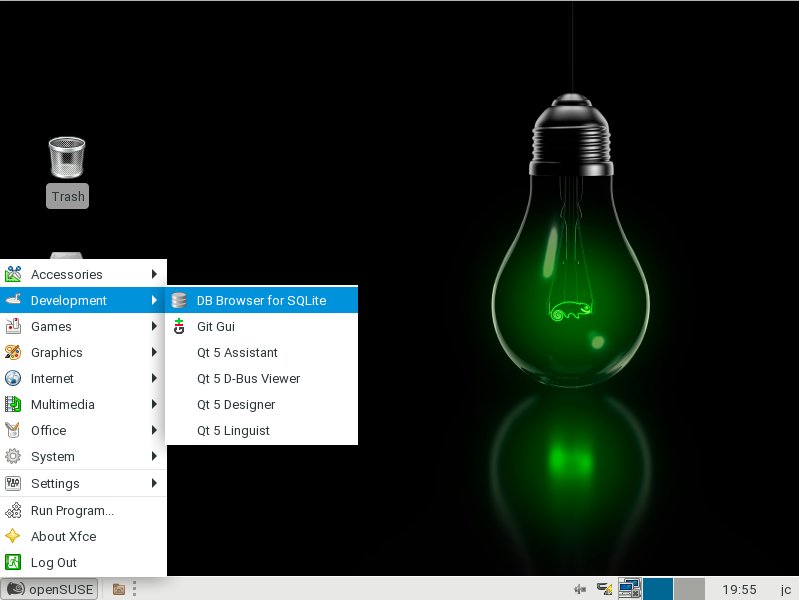 Trash
Accessories
Development
DB Browser for SQLite
Games
Git Gui
Graphics
Qt 5 Assistant
Internet
Qt 5 D-Bus Viewer
Multimedia
Qt 5 Designer
Office
Qt 5 Linguist
System
Settings
Run Program...
About Xfce
Log Out
openSUSE
19:55
jc